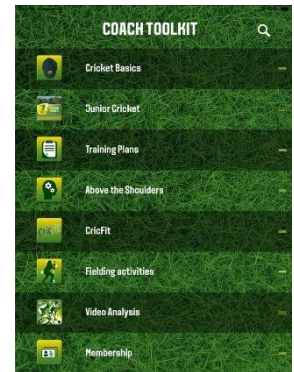 COACH TOOLKIT
Cricket Basics
Junior Cricket
Training Plans
Above the Shoulders
CricFit
Fielding activities
Video Analysis
Membership